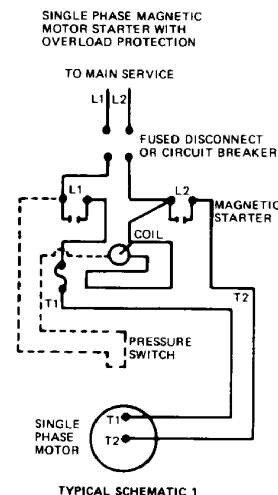 SINGLE PHASE MAGNETIC
MOTOR STARTER WITH
OVERLOAD PROTECTION
TO MAIN SERVICE
L1 L2
FUSED DISCONNECT
OR CIRCUIT BREAKER
L1
L2
MAGNETIC
STARTER
COIL
T1
T2
PRESSURE
SWITCH
SINGLE
PHASE
MOTOR
T1
T2
TYPICAL SCHEMATIC 1